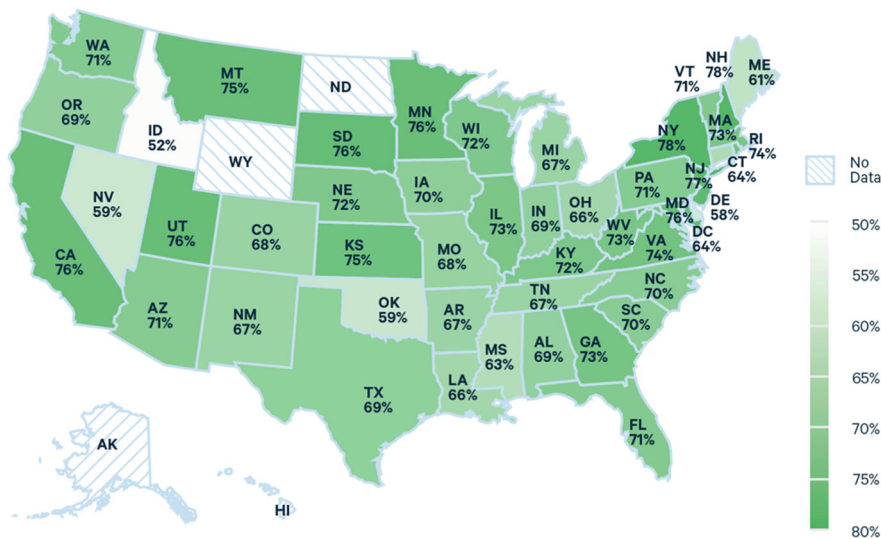 WA
71%
OR
69%
ID
52%
MT
75%
ND
WY
SD
76%
MN
76%
WI
72%
MI
67%
NE
72%
IA
70%
NV
59%
UT
76%
CO
68%
KS
75%
MO
68%
IL
73%
IN
69%
OH
66%
CA
76%
AZ
71%
NM
67%
OK
59%
AR
67%
TX
69%
LA
66%
MS
63%
AL
69%
GA
73%
FL
71%
TN
67%
KY
72%
WV
73%
VA
74%
NC
70%
SC
70%
PA
71%
NY
78%
VT
71%
NH
78%
ME
61%
MA
73%
RI
74%
CT
64%
NJ
77%
DE
58%
MD
76%
DC
64%
AK
HI
No
Data
50%
55%
60%
65%
70%
75%
80%